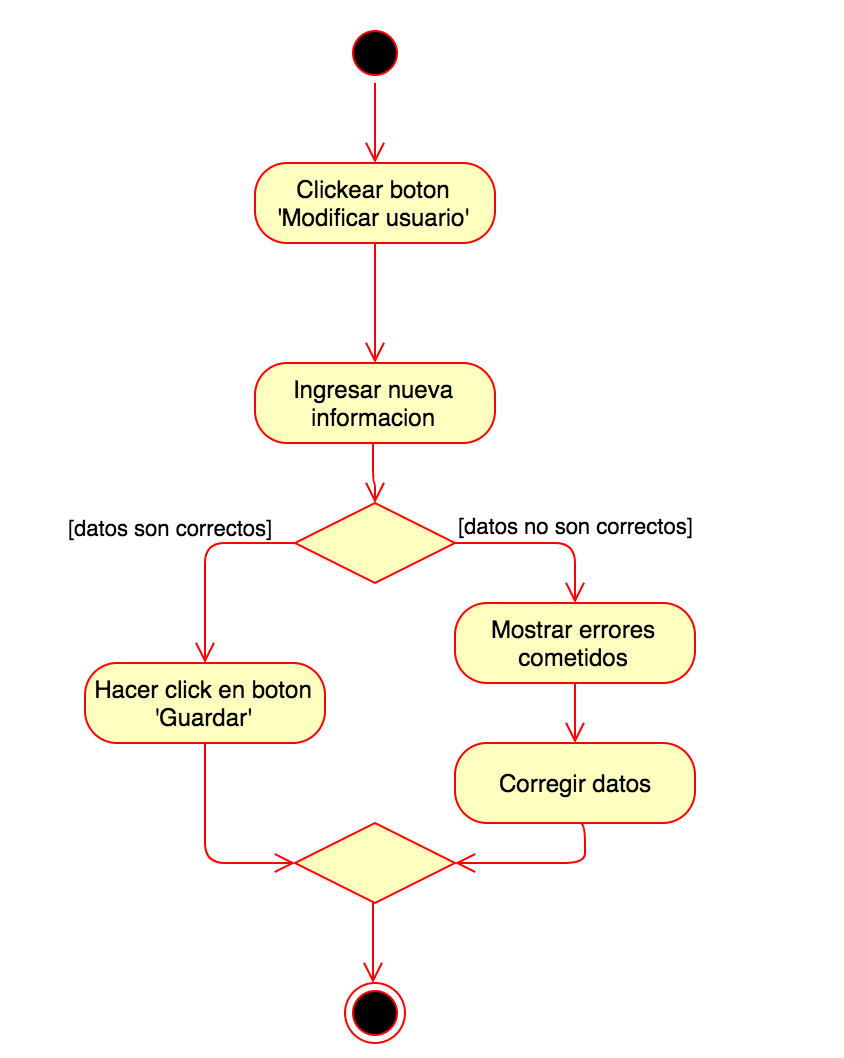 Clickear boton
'Modificar usuario'
Ingresar nueva
informacion
[datos son correctos]
[datos no son correctos]
Mostrar errores
cometidos
Hacer click en boton
'Guardar'
Corregir datos